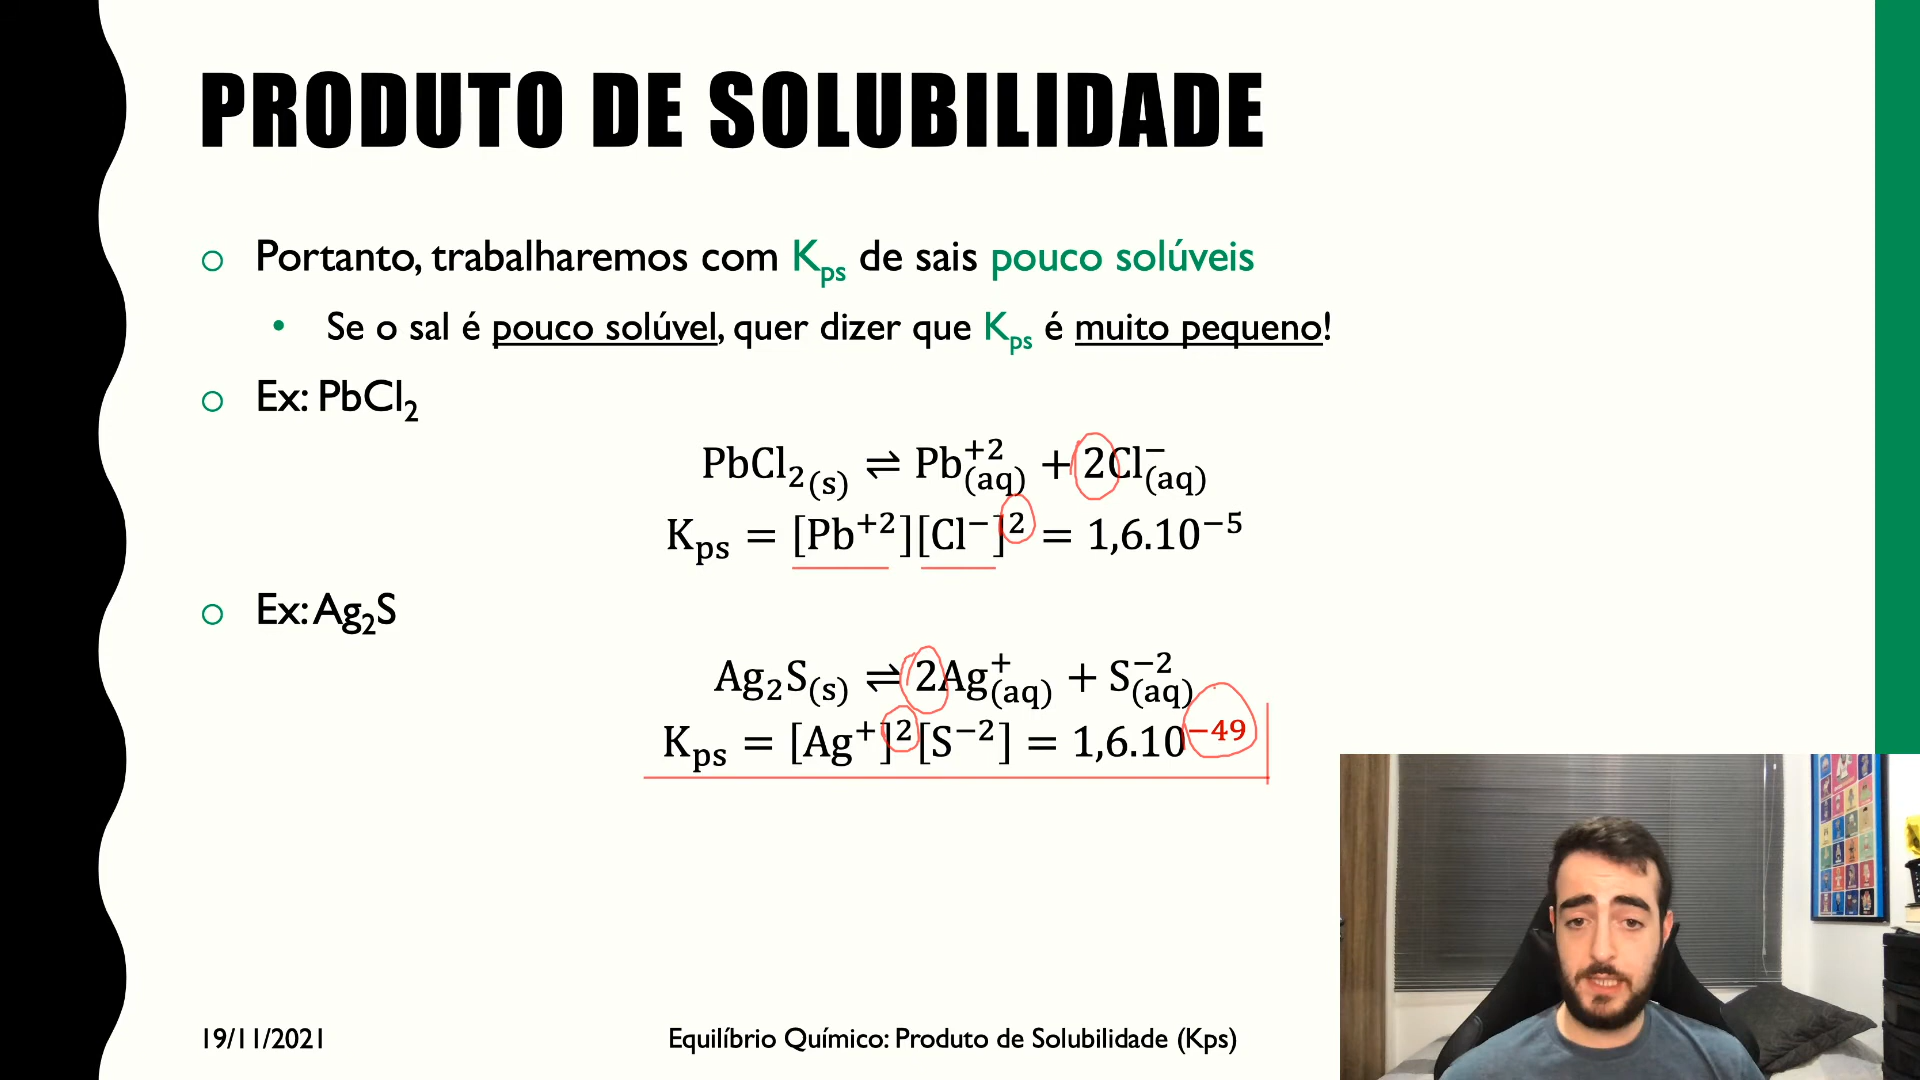 PRODUTO DE SOLUBILIDADE
o Portanto, trabalharemos com Kₚₛ de sais pouco solúveis
• Se o sal é pouco solúvel, quer dizer que Kₚₛ é muito pequeno!
o Ex: PbCl₂
PbCl₂₍ₛ₎ ⇌ Pb⁺²₍aq₎ + 2Cl⁻₍aq₎
Kₚₛ = [Pb⁺²][Cl⁻]² = 1,6.10⁻⁵
o Ex: Ag₂S
Ag₂S₍ₛ₎ ⇌ 2Ag⁺₍aq₎ + S⁻²₍aq₎
Kₚₛ = [Ag⁺]²[S⁻²] = 1,6.10⁻⁴⁹
19/11/2021
Equilíbrio Químico: Produto de Solubilidade (Kps)